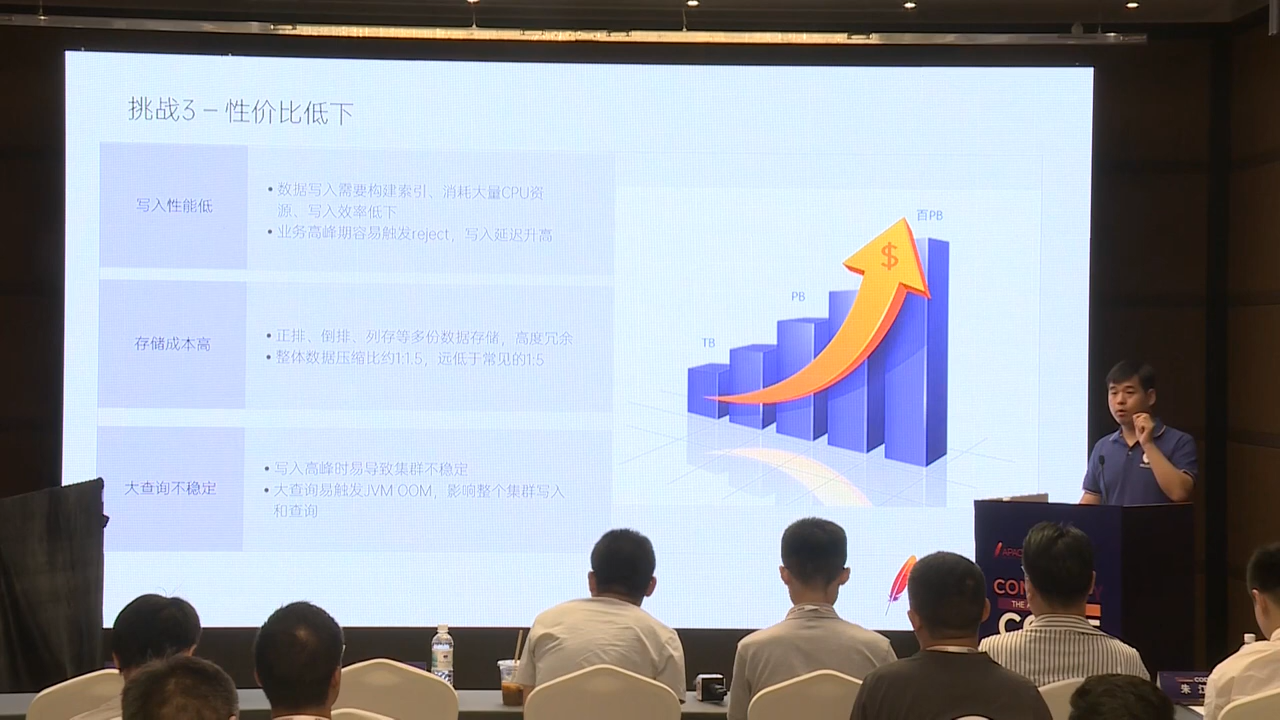 挑战3 – 性价比低下
写入性能低
• 数据写入需要构建索引、消耗大量CPU资
源、写入效率低下
• 业务高峰期容易触发reject，写入延迟升高
存储成本高
• 正排、倒排、列存等多份数据存储，高度冗余
• 整体数据压缩比约1:1.5，远低于常见的1:5
大查询不稳定
• 写入高峰时易导致集群不稳定
• 大查询易触发JVM OOM，影响整个集群写入
和查询
TB
PB
百PB
$
THE
朱